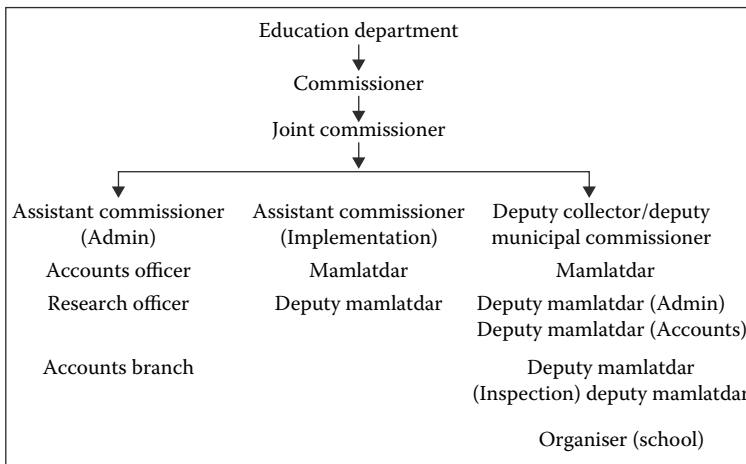 Education department
Commissioner
Joint commissioner
Assistant commissioner
(Admin)
Accounts officer
Research officer
Accounts branch
Assistant commissioner
(Implementation)
Mamlatdar
Deputy mamlatdar
Deputy collector/deputy
municipal commissioner
Mamlatdar
Deputy mamlatdar (Admin)
Deputy mamlatdar (Accounts)
Deputy mamlatdar
(Inspection) deputy mamlatdar
Organiser (school)